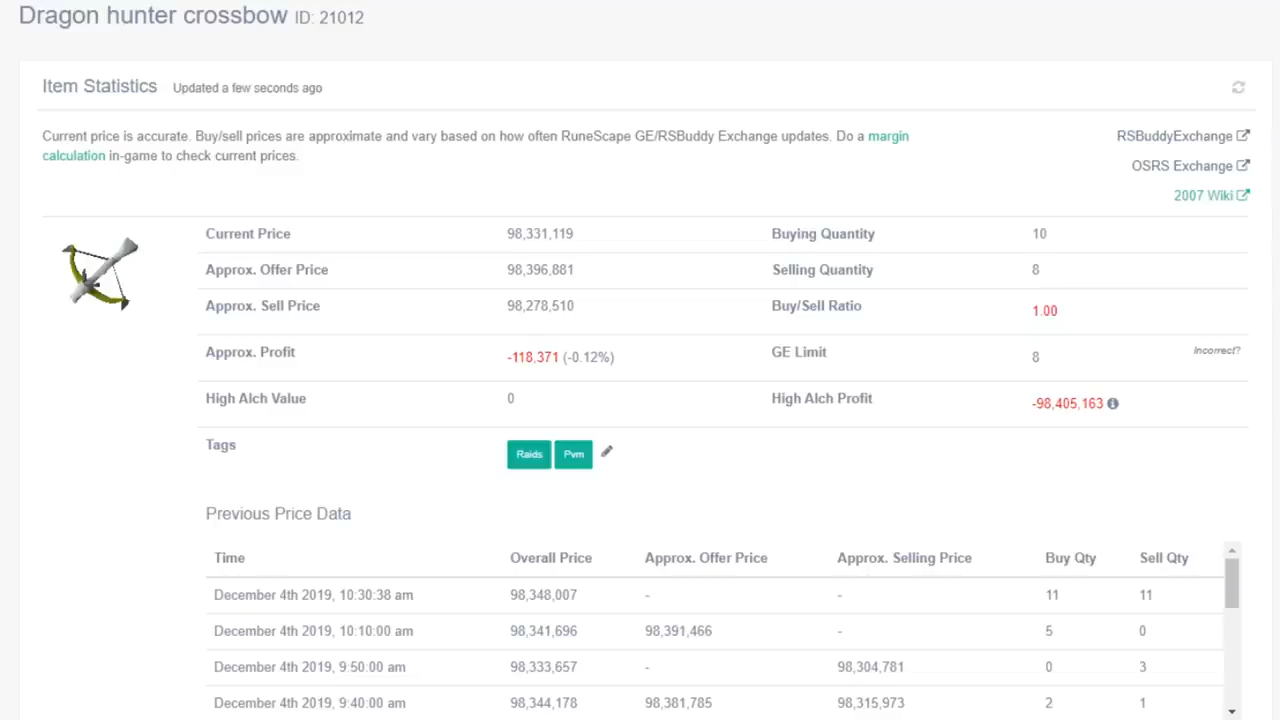 Dragon hunter crossbow ID: 21012
Item Statistics Updated a few seconds ago
Current price is accurate. Buy/sell prices are approximate and vary based on how often RuneScape GE/RSBuddy Exchange updates. Do a margin
calculation in-game to check current prices.
RSBuddyExchange
OSRS Exchange
2007 Wiki
Current Price 98,331,119 Buying Quantity 10
Approx. Offer Price 98,396,881 Selling Quantity 8
Approx. Sell Price 98,278,510 Buy/Sell Ratio 1.00
Approx. Profit -118,371 (-0.12%) GE Limit 8 Incorrect?
High Alch Value 0 High Alch Profit -98,405,163
Tags Raids Pvm
Previous Price Data
Time Overall Price Approx. Offer Price Approx. Selling Price Buy Qty Sell Qty
December 4th 2019, 10:30:38 am 98,348,007 - - 11 11
December 4th 2019, 10:10:00 am 98,341,696 98,391,466 - 5 0
December 4th 2019, 9:50:00 am 98,333,657 - 98,304,781 0 3
December 4th 2019, 9:40:00 am 98,344,178 98,381,785 98,315,973 2 1